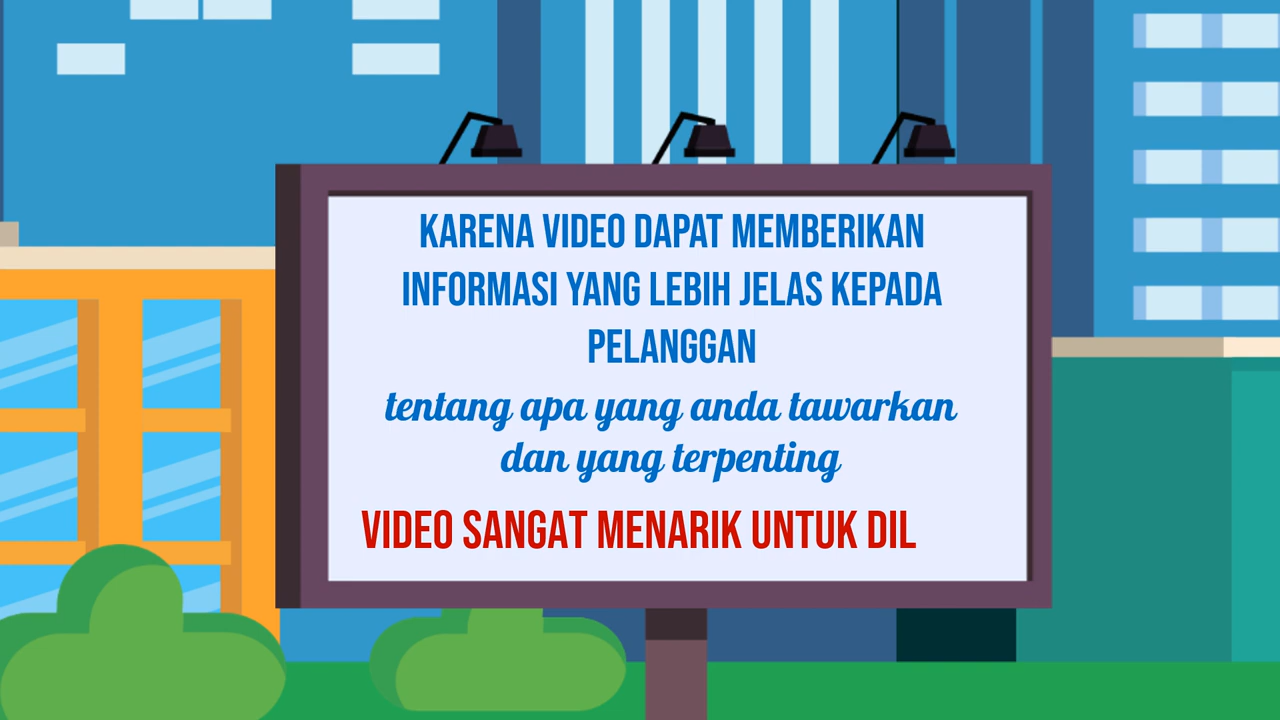 KARENA VIDEO DAPAT MEMBERIKAN
INFORMASI YANG LEBIH JELAS KEPADA
PELANGGAN
tentang apa yang anda tawarkan
dan yang terpenting
VIDEO SANGAT MENARIK UNTUK DIL